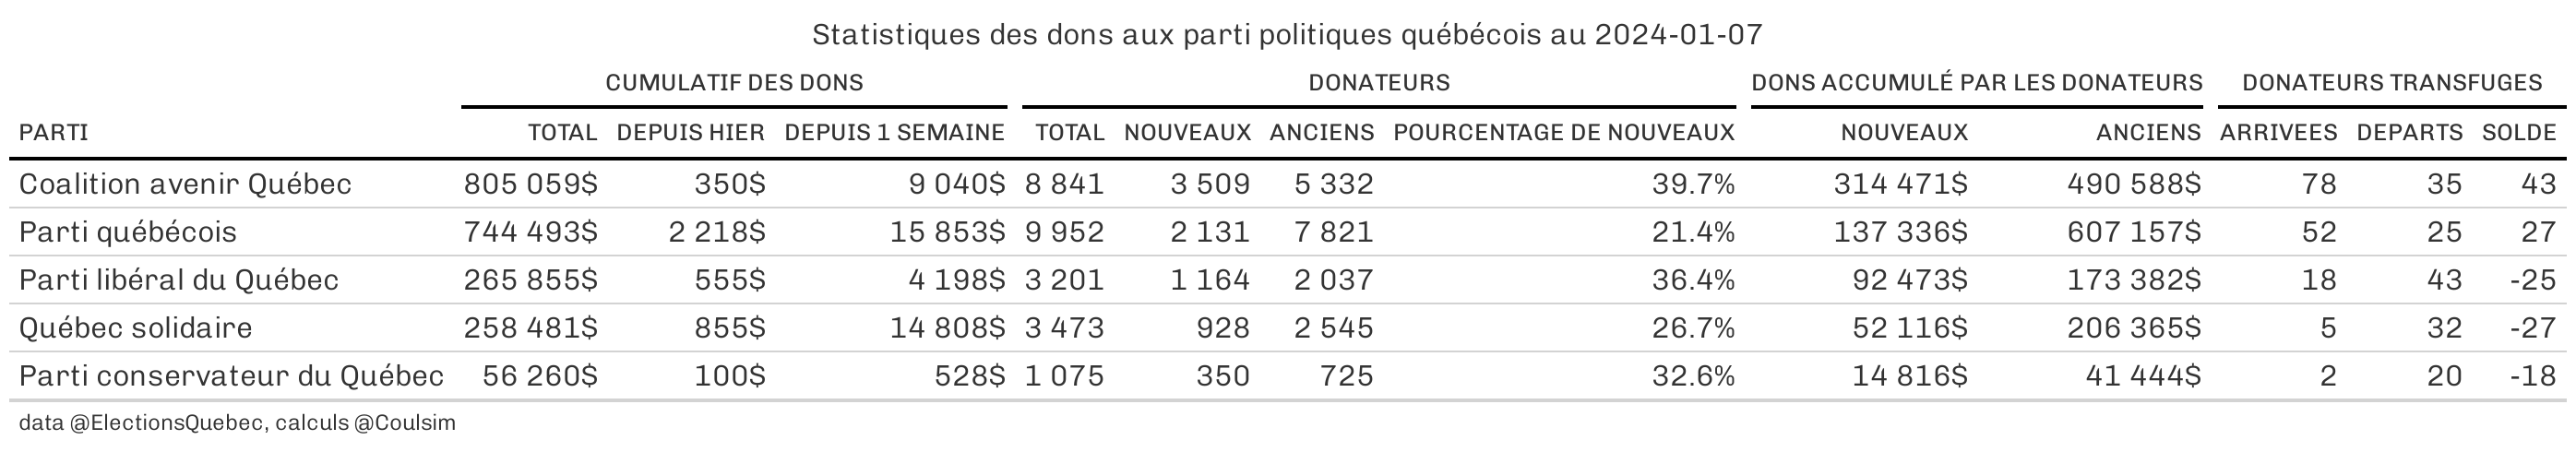 Statistiques des dons aux parti politiques québécois au 2024-01-07
CUMULATIF DES DONS DONATEURS DONS ACCUMULÉ PAR LES DONATEURS DONATEURS TRANSFUGES
PARTI TOTAL DEPUIS HIER DEPUIS 1 SEMAINE TOTAL NOUVEAUX ANCIENS POURCENTAGE DE NOUVEAUX NOUVEAUX ANCIENS ARRIVEES DEPARTS SOLDE
Coalition avenir Québec 805 059$ 350$ 9 040$ 8 841 3 509 5 332 39.7% 314 471$ 490 588$ 78 35 43
Parti québécois 744 493$ 2 218$ 15 853$ 9 952 2 131 7 821 21.4% 137 336$ 607 157$ 52 25 27
Parti libéral du Québec 265 855$ 555$ 4 198$ 3 201 1 164 2 037 36.4% 92 473$ 173 382$ 18 43 -25
Québec solidaire 258 481$ 855$ 14 808$ 3 473 928 2 545 26.7% 52 116$ 206 365$ 5 32 -27
Parti conservateur du Québec 56 260$ 100$ 528$ 1 075 350 725 32.6% 14 816$ 41 444$ 2 20 -18
data @ElectionsQuebec, calculs @Coulsim